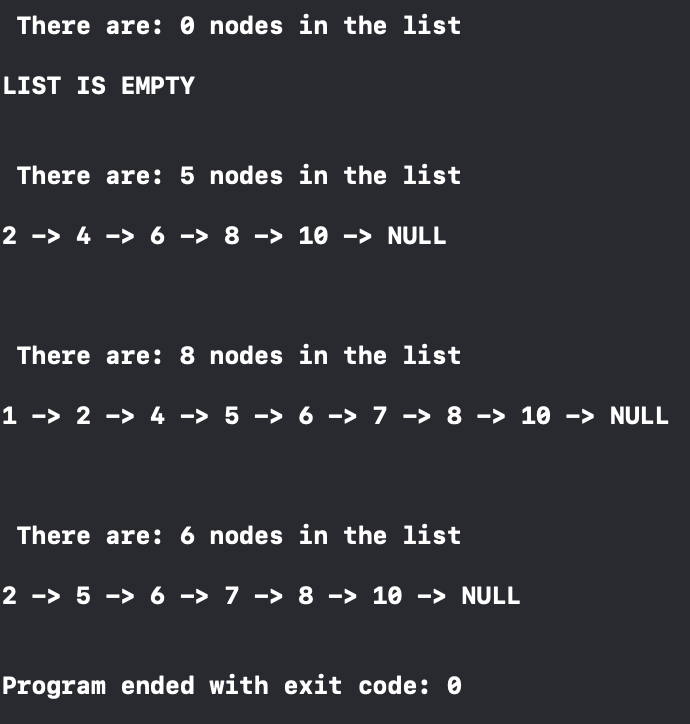 There are: 0 nodes in the list
LIST IS EMPTY
There are: 5 nodes in the list
2 -> 4 -> 6 -> 8 -> 10 -> NULL
There are: 8 nodes in the list
1 -> 2 -> 4 -> 5 -> 6 -> 7 -> 8 -> 10 -> NULL
There are: 6 nodes in the list
2 -> 5 -> 6 -> 7 -> 8 -> 10 -> NULL
Program ended with exit code: 0